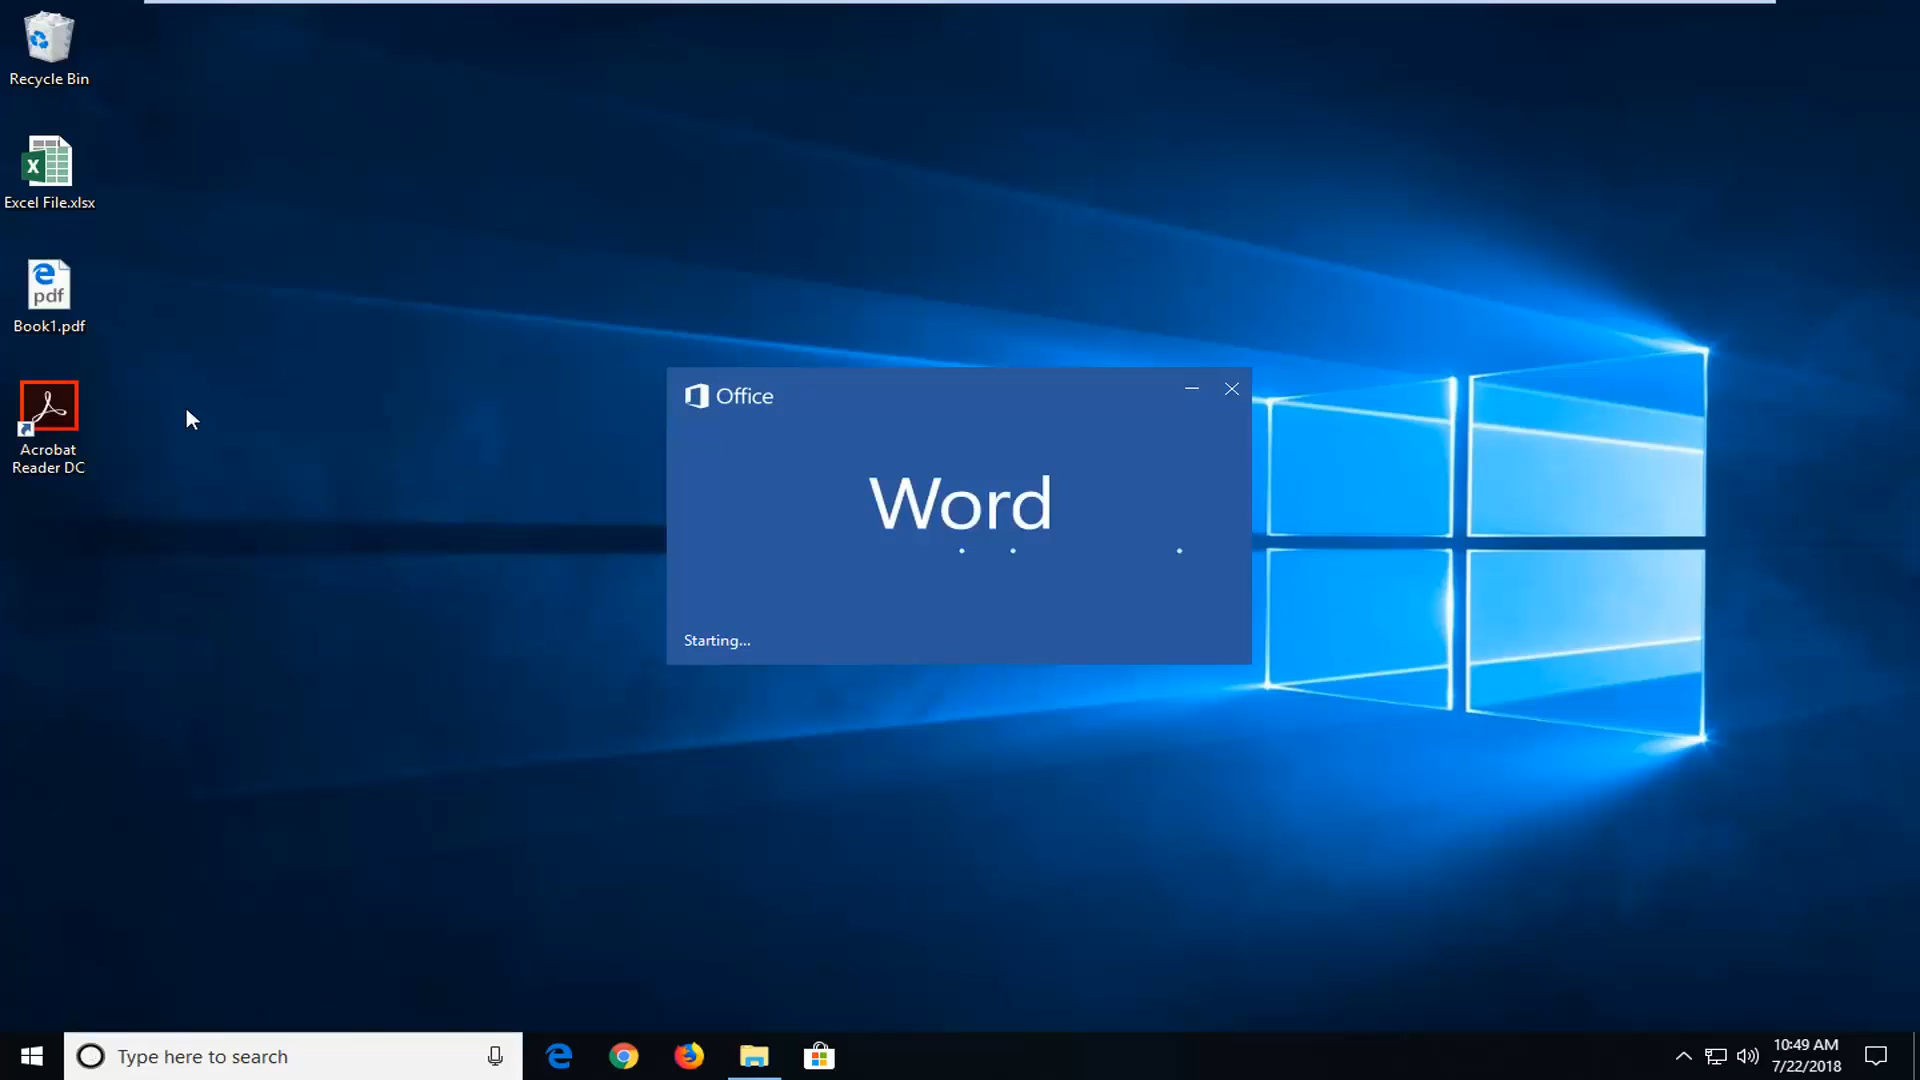 Recycle Bin
X
Excel File.xlsx
pdf
Book1.pdf
Acrobat
Reader DC
Office
Word
Starting...
Type here to search
10:49 AM
7/22/2018